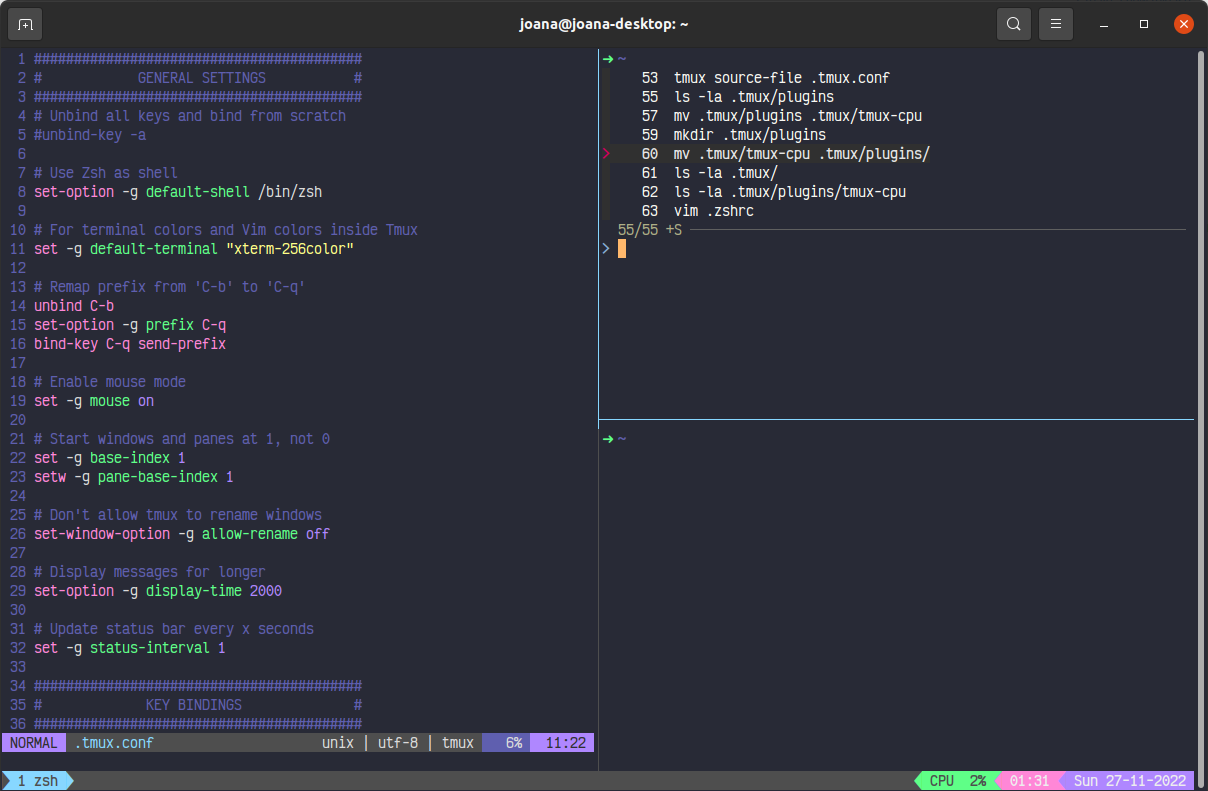 joana@joana-desktop: ~
1 #########################################
2 #            GENERAL SETTINGS           #
3 #########################################
4 # Unbind all keys and bind from scratch
5 #unbind-key -a
6
7 # Use Zsh as shell
8 set-option -g default-shell /bin/zsh
9
10 # For terminal colors and Vim colors inside Tmux
11 set -g default-terminal "xterm-256color"
12
13 # Remap prefix from 'C-b' to 'C-q'
14 unbind C-b
15 set-option -g prefix C-q
16 bind-key C-q send-prefix
17
18 # Enable mouse mode
19 set -g mouse on
20
21 # Start windows and panes at 1, not 0
22 set -g base-index 1
23 setw -g pane-base-index 1
24
25 # Don't allow tmux to rename windows
26 set-window-option -g allow-rename off
27
28 # Display messages for longer
29 set-option -g display-time 2000
30
31 # Update status bar every x seconds
32 set -g status-interval 1
33
34 #########################################
35 #             KEY BINDINGS              #
36 #########################################
NORMAL .tmux.conf unix | utf-8 | tmux 6% 11:22
➜ ~
53 tmux source-file .tmux.conf
55 ls -la .tmux/plugins
57 mv .tmux/plugins .tmux/tmux-cpu
59 mkdir .tmux/plugins
> 60 mv .tmux/tmux-cpu .tmux/plugins/
61 ls -la .tmux/
62 ls -la .tmux/plugins/tmux-cpu
63 vim .zshrc
55/55 +S
>
➜ ~
1 zsh
CPU 2% 01:31 Sun 27-11-2022